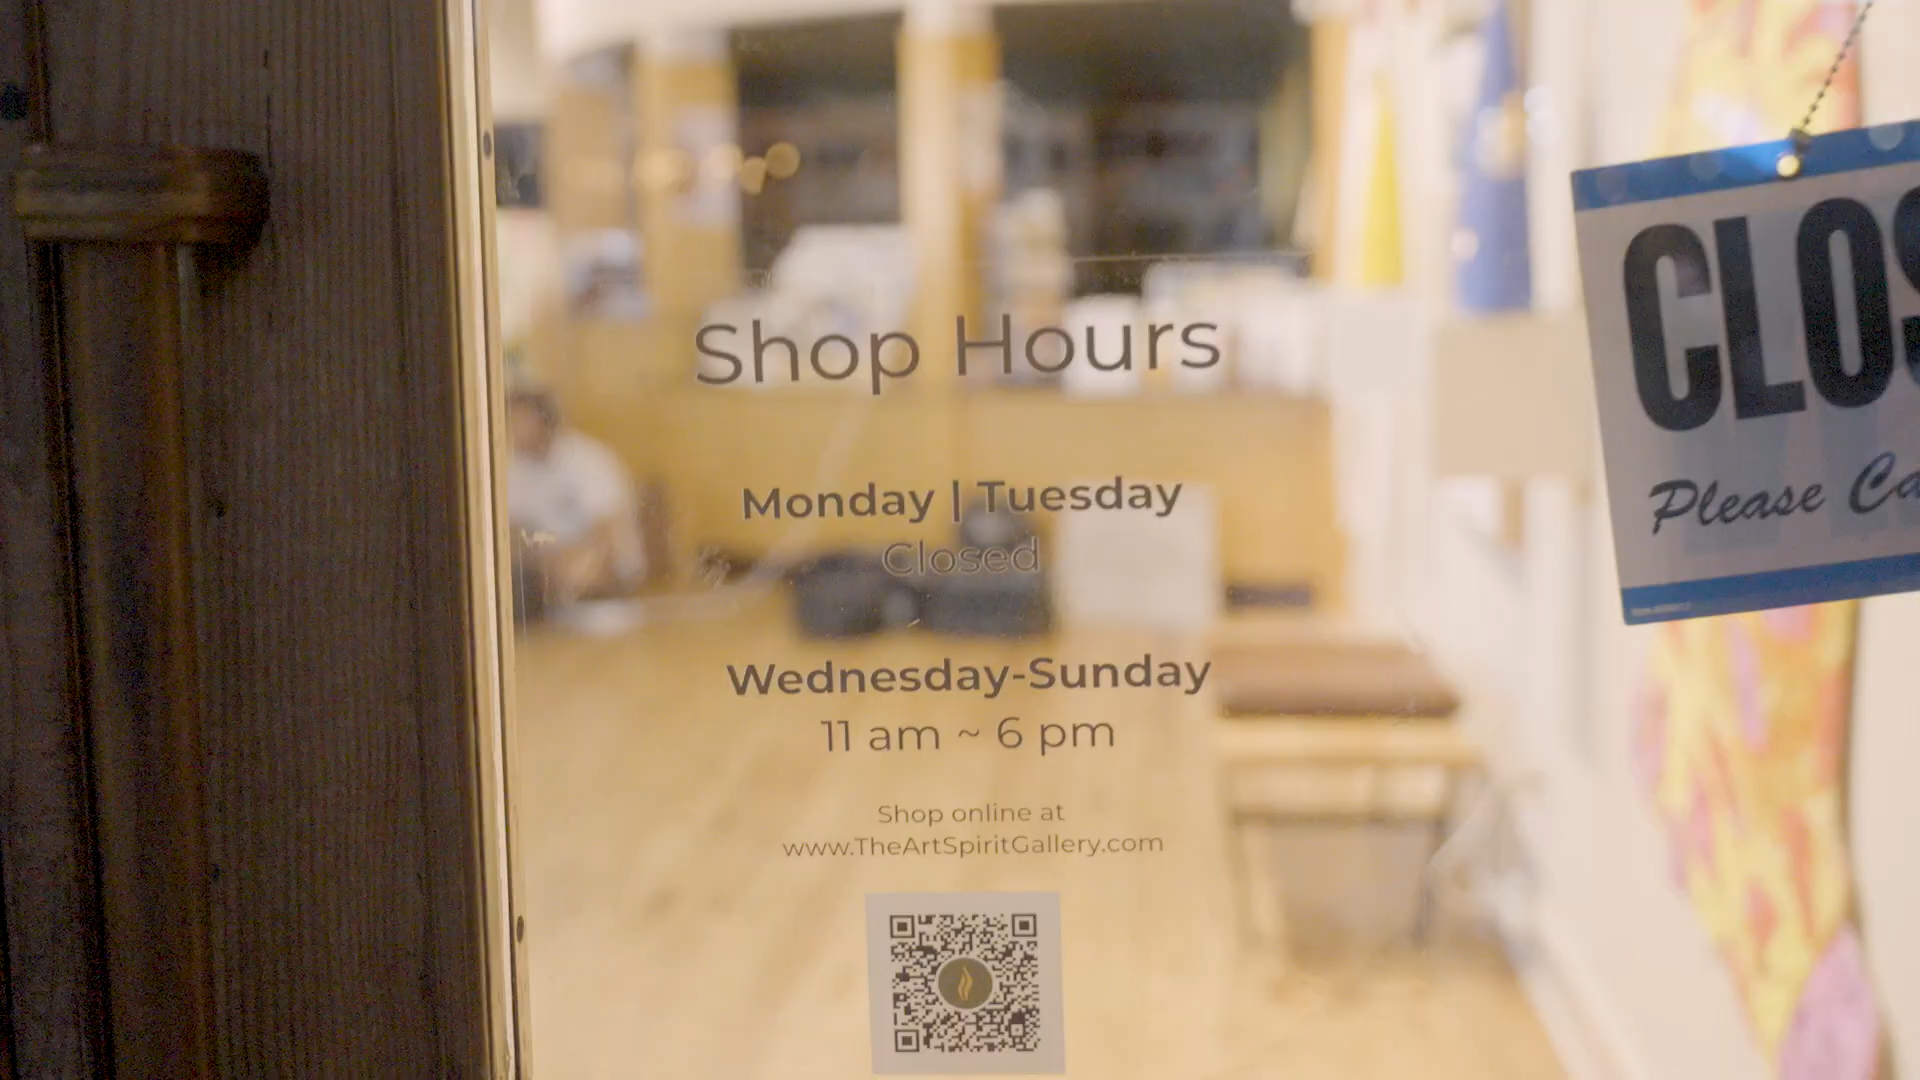 Shop Hours
Monday | Tuesday
Closed
Wednesday-Sunday
11 am ~ 6 pm
Shop online at
www.TheArtSpiritGallery.com
CLOS
Please Ca